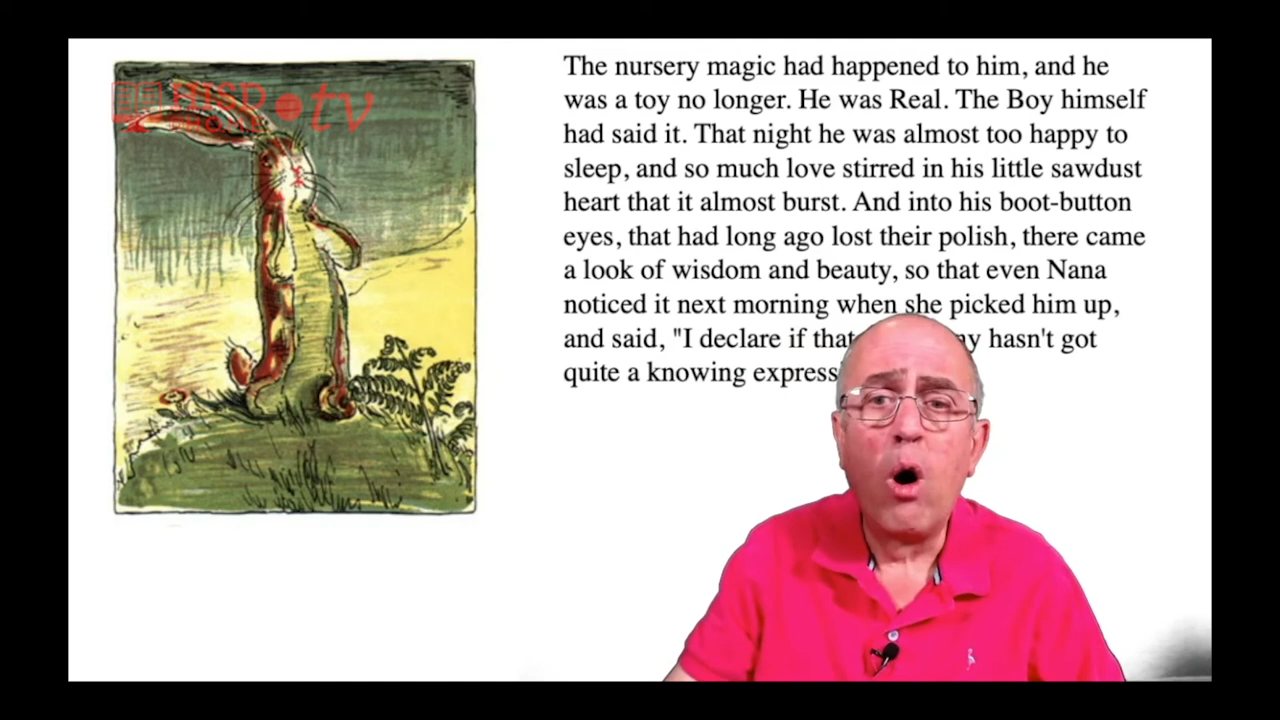 The nursery magic had happened to him, and he
was a toy no longer. He was Real. The Boy himself
had said it. That night he was almost too happy to
sleep, and so much love stirred in his little sawdust
heart that it almost burst. And into his boot-button
eyes, that had long ago lost their polish, there came
a look of wisdom and beauty, so that even Nana
noticed it next morning when she picked him up,
and said, "I declare if that hasn't got
quite a knowing
tv